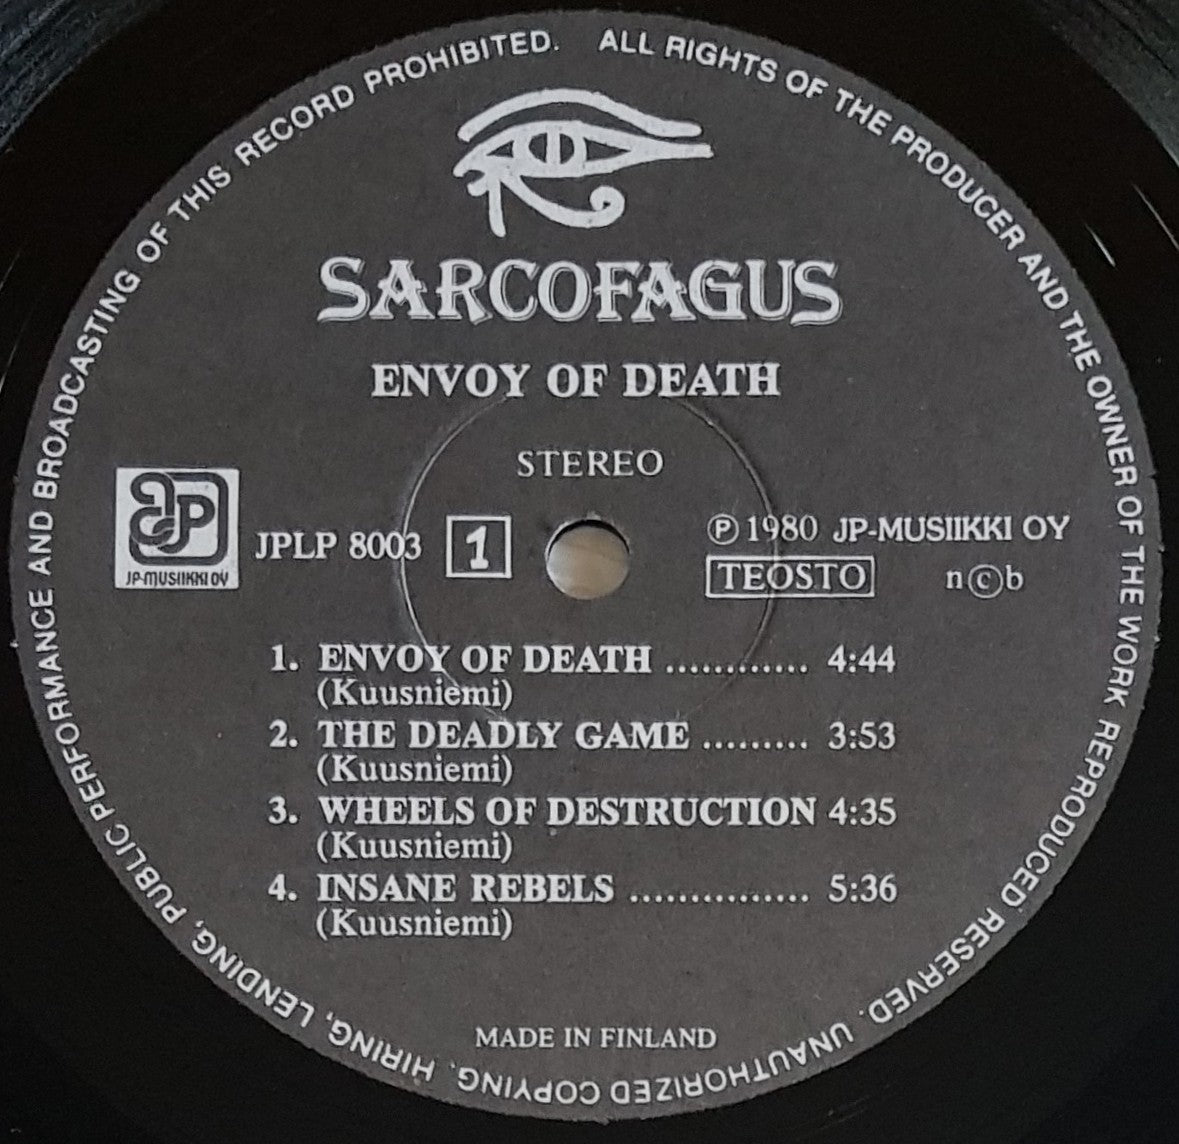 ALL RIGHTS OF THE PRODUCER AND THE OWNER OF THE WORK REPRODUCED RESERVED. UNAUTHORIZED COPYING, HIRING, LENDING, PUBLIC PERFORMANCE AND BROADCASTING OF THIS RECORD PROHIBITED.
SARCOFAGUS
ENVOY OF DEATH
STEREO
JP
JP-MUSIIKKI OY
JPLP 8003
1
Ⓟ 1980 JP-MUSIIKKI OY
TEOSTO
nⓒb
1. ENVOY OF DEATH ............ 4:44
(Kuusniemi)
2. THE DEADLY GAME ......... 3:53
(Kuusniemi)
3. WHEELS OF DESTRUCTION 4:35
(Kuusniemi)
4. INSANE REBELS ............... 5:36
(Kuusniemi)
MADE IN FINLAND